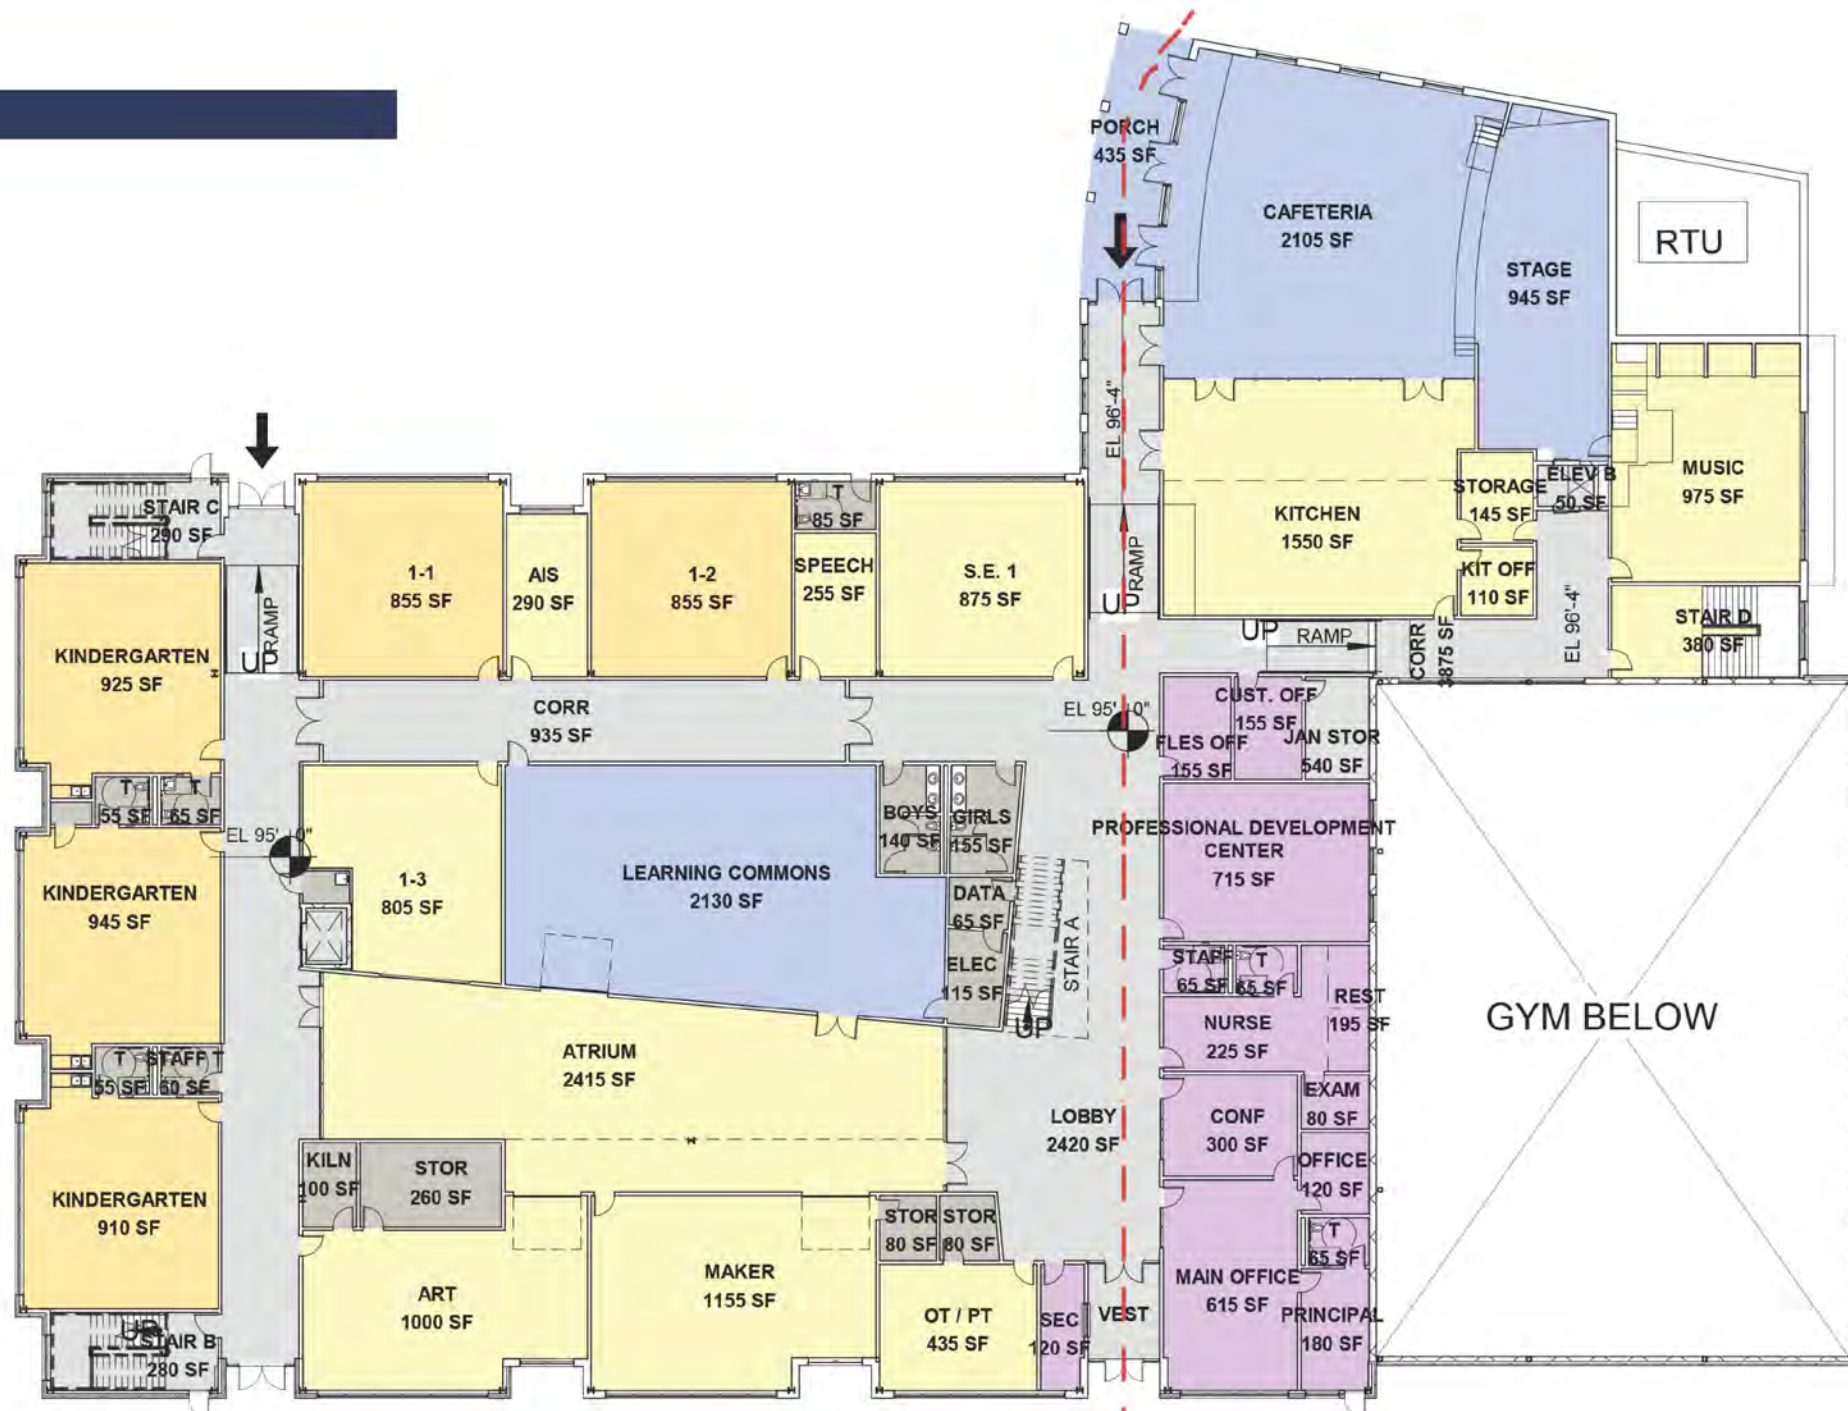 PORCH
435 SF
CAFETERIA
2105 SF
STAGE
945 SF
RTU
EL 96'-4"
STAIR C
290 SF
UP
RAMP
KINDERGARTEN
925 SF
1-1
855 SF
AIS
290 SF
1-2
855 SF
T
85 SF
SPEECH
255 SF
S.E. 1
875 SF
UP
RAMP
KITCHEN
1550 SF
STORAGE
145 SF
ELEV B
50 SF
MUSIC
975 SF
KIT OFF
110 SF
STAIR D
380 SF
UP
RAMP
CORR
3875 SF
EL 96'-4"
CORR
935 SF
EL 95'-0"
FLES OFF
155 SF
CUST. OFF
155 SF
JAN STOR
540 SF
T
55 SF
T
65 SF
EL 95'-0"
KINDERGARTEN
945 SF
1-3
805 SF
LEARNING COMMONS
2130 SF
BOYS
140 SF
GIRLS
155 SF
DATA
65 SF
ELEC
115 SF
STAIR A
UP
PROFESSIONAL DEVELOPMENT
CENTER
715 SF
STAFF
65 SF
T
65 SF
REST
195 SF
NURSE
225 SF
GYM BELOW
T
55 SF
STAFF T
60 SF
ATRIUM
2415 SF
LOBBY
2420 SF
CONF
300 SF
EXAM
80 SF
OFFICE
120 SF
KINDERGARTEN
910 SF
KILN
100 SF
STOR
260 SF
STOR
80 SF
STOR
80 SF
T
65 SF
MAIN OFFICE
615 SF
PRINCIPAL
180 SF
UP
STAIR B
280 SF
ART
1000 SF
MAKER
1155 SF
OT / PT
435 SF
SEC
120 SF
VEST